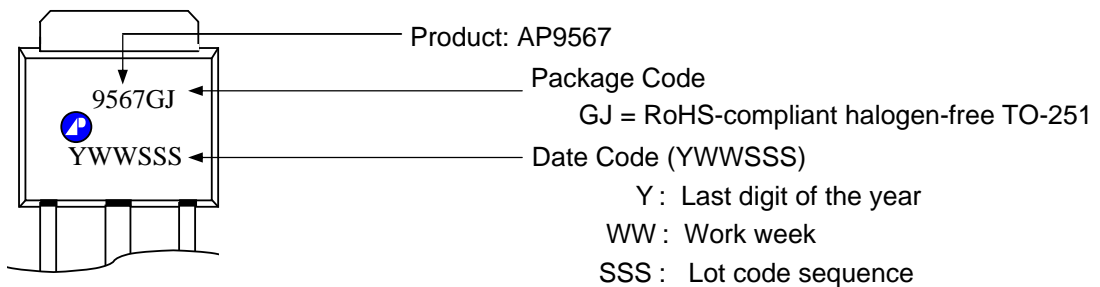 Product: AP9567
Package Code
9567GJ
GJ = RoHS-compliant halogen-free TO-251
YWWSSS
Date Code (YWWSSS)
Y : Last digit of the year
WW : Work week
SSS : Lot code sequence